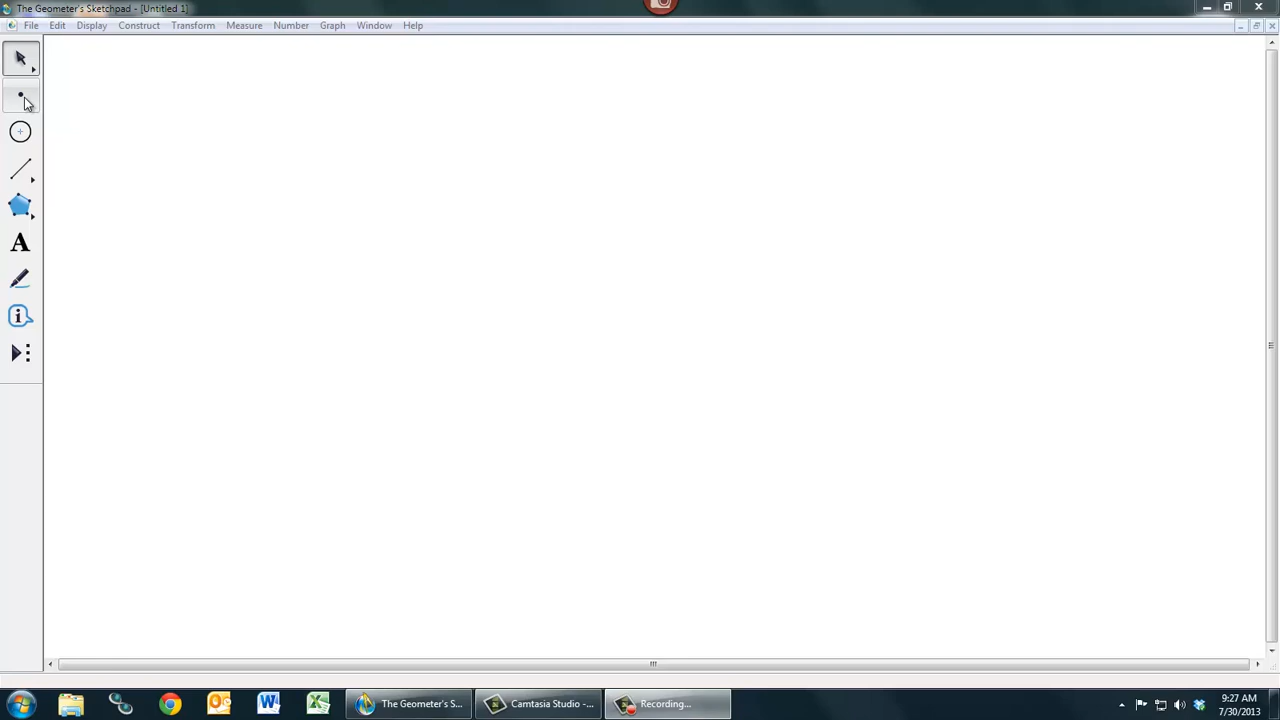 The Geometer's Sketchpad - [Untitled 1]
File Edit Display Construct Transform Measure Number Graph Window Help
A
i
The Geometer's S... Camtasia Studio -... Recording...
9:27 AM
7/30/2013